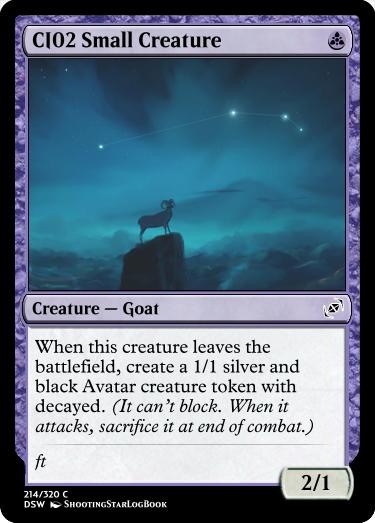 CI02 Small Creature
Creature — Goat
When this creature leaves the
battlefield, create a 1/1 silver and
black Avatar creature token with
decayed. (It can't block. When it
attacks, sacrifice it at end of combat.)
ft
2/1
214/320 C
DSW ShootingStarLogBook